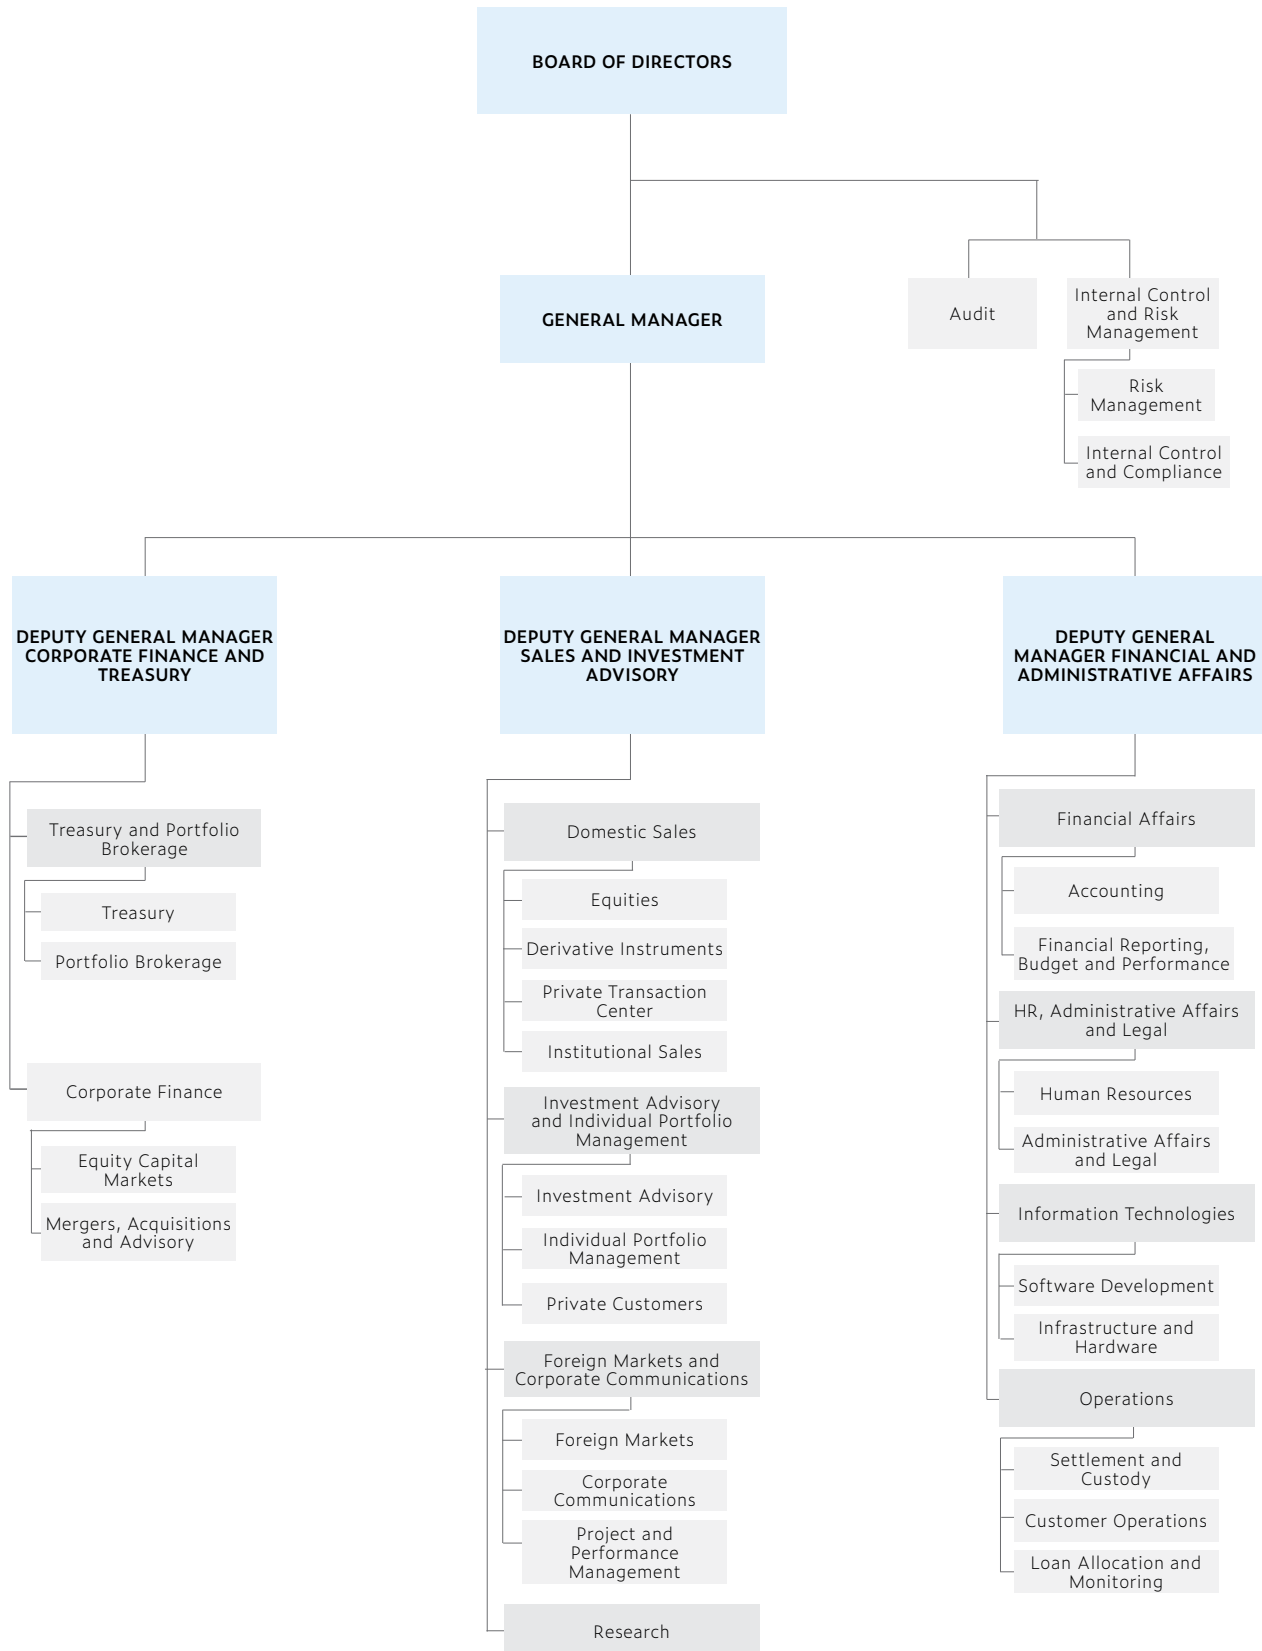 BOARD OF DIRECTORS
GENERAL MANAGER
Audit
Internal Control
and Risk
Management
Risk
Management
Internal Control
and Compliance
DEPUTY GENERAL MANAGER
CORPORATE FINANCE AND
TREASURY
Treasury and Portfolio
Brokerage
Treasury
Portfolio Brokerage
Corporate Finance
Equity Capital
Markets
Mergers, Acquisitions
and Advisory
DEPUTY GENERAL MANAGER
SALES AND INVESTMENT
ADVISORY
Domestic Sales
Equities
Derivative Instruments
Private Transaction
Center
Institutional Sales
Investment Advisory
and Individual Portfolio
Management
Investment Advisory
Individual Portfolio
Management
Private Customers
Foreign Markets and
Corporate Communications
Foreign Markets
Corporate
Communications
Project and
Performance
Management
Research
DEPUTY GENERAL
MANAGER FINANCIAL AND
ADMINISTRATIVE AFFAIRS
Financial Affairs
Accounting
Financial Reporting,
Budget and Performance
HR, Administrative Affairs
and Legal
Human Resources
Administrative Affairs
and Legal
Information Technologies
Software Development
Infrastructure and
Hardware
Operations
Settlement and
Custody
Customer Operations
Loan Allocation and
Monitoring